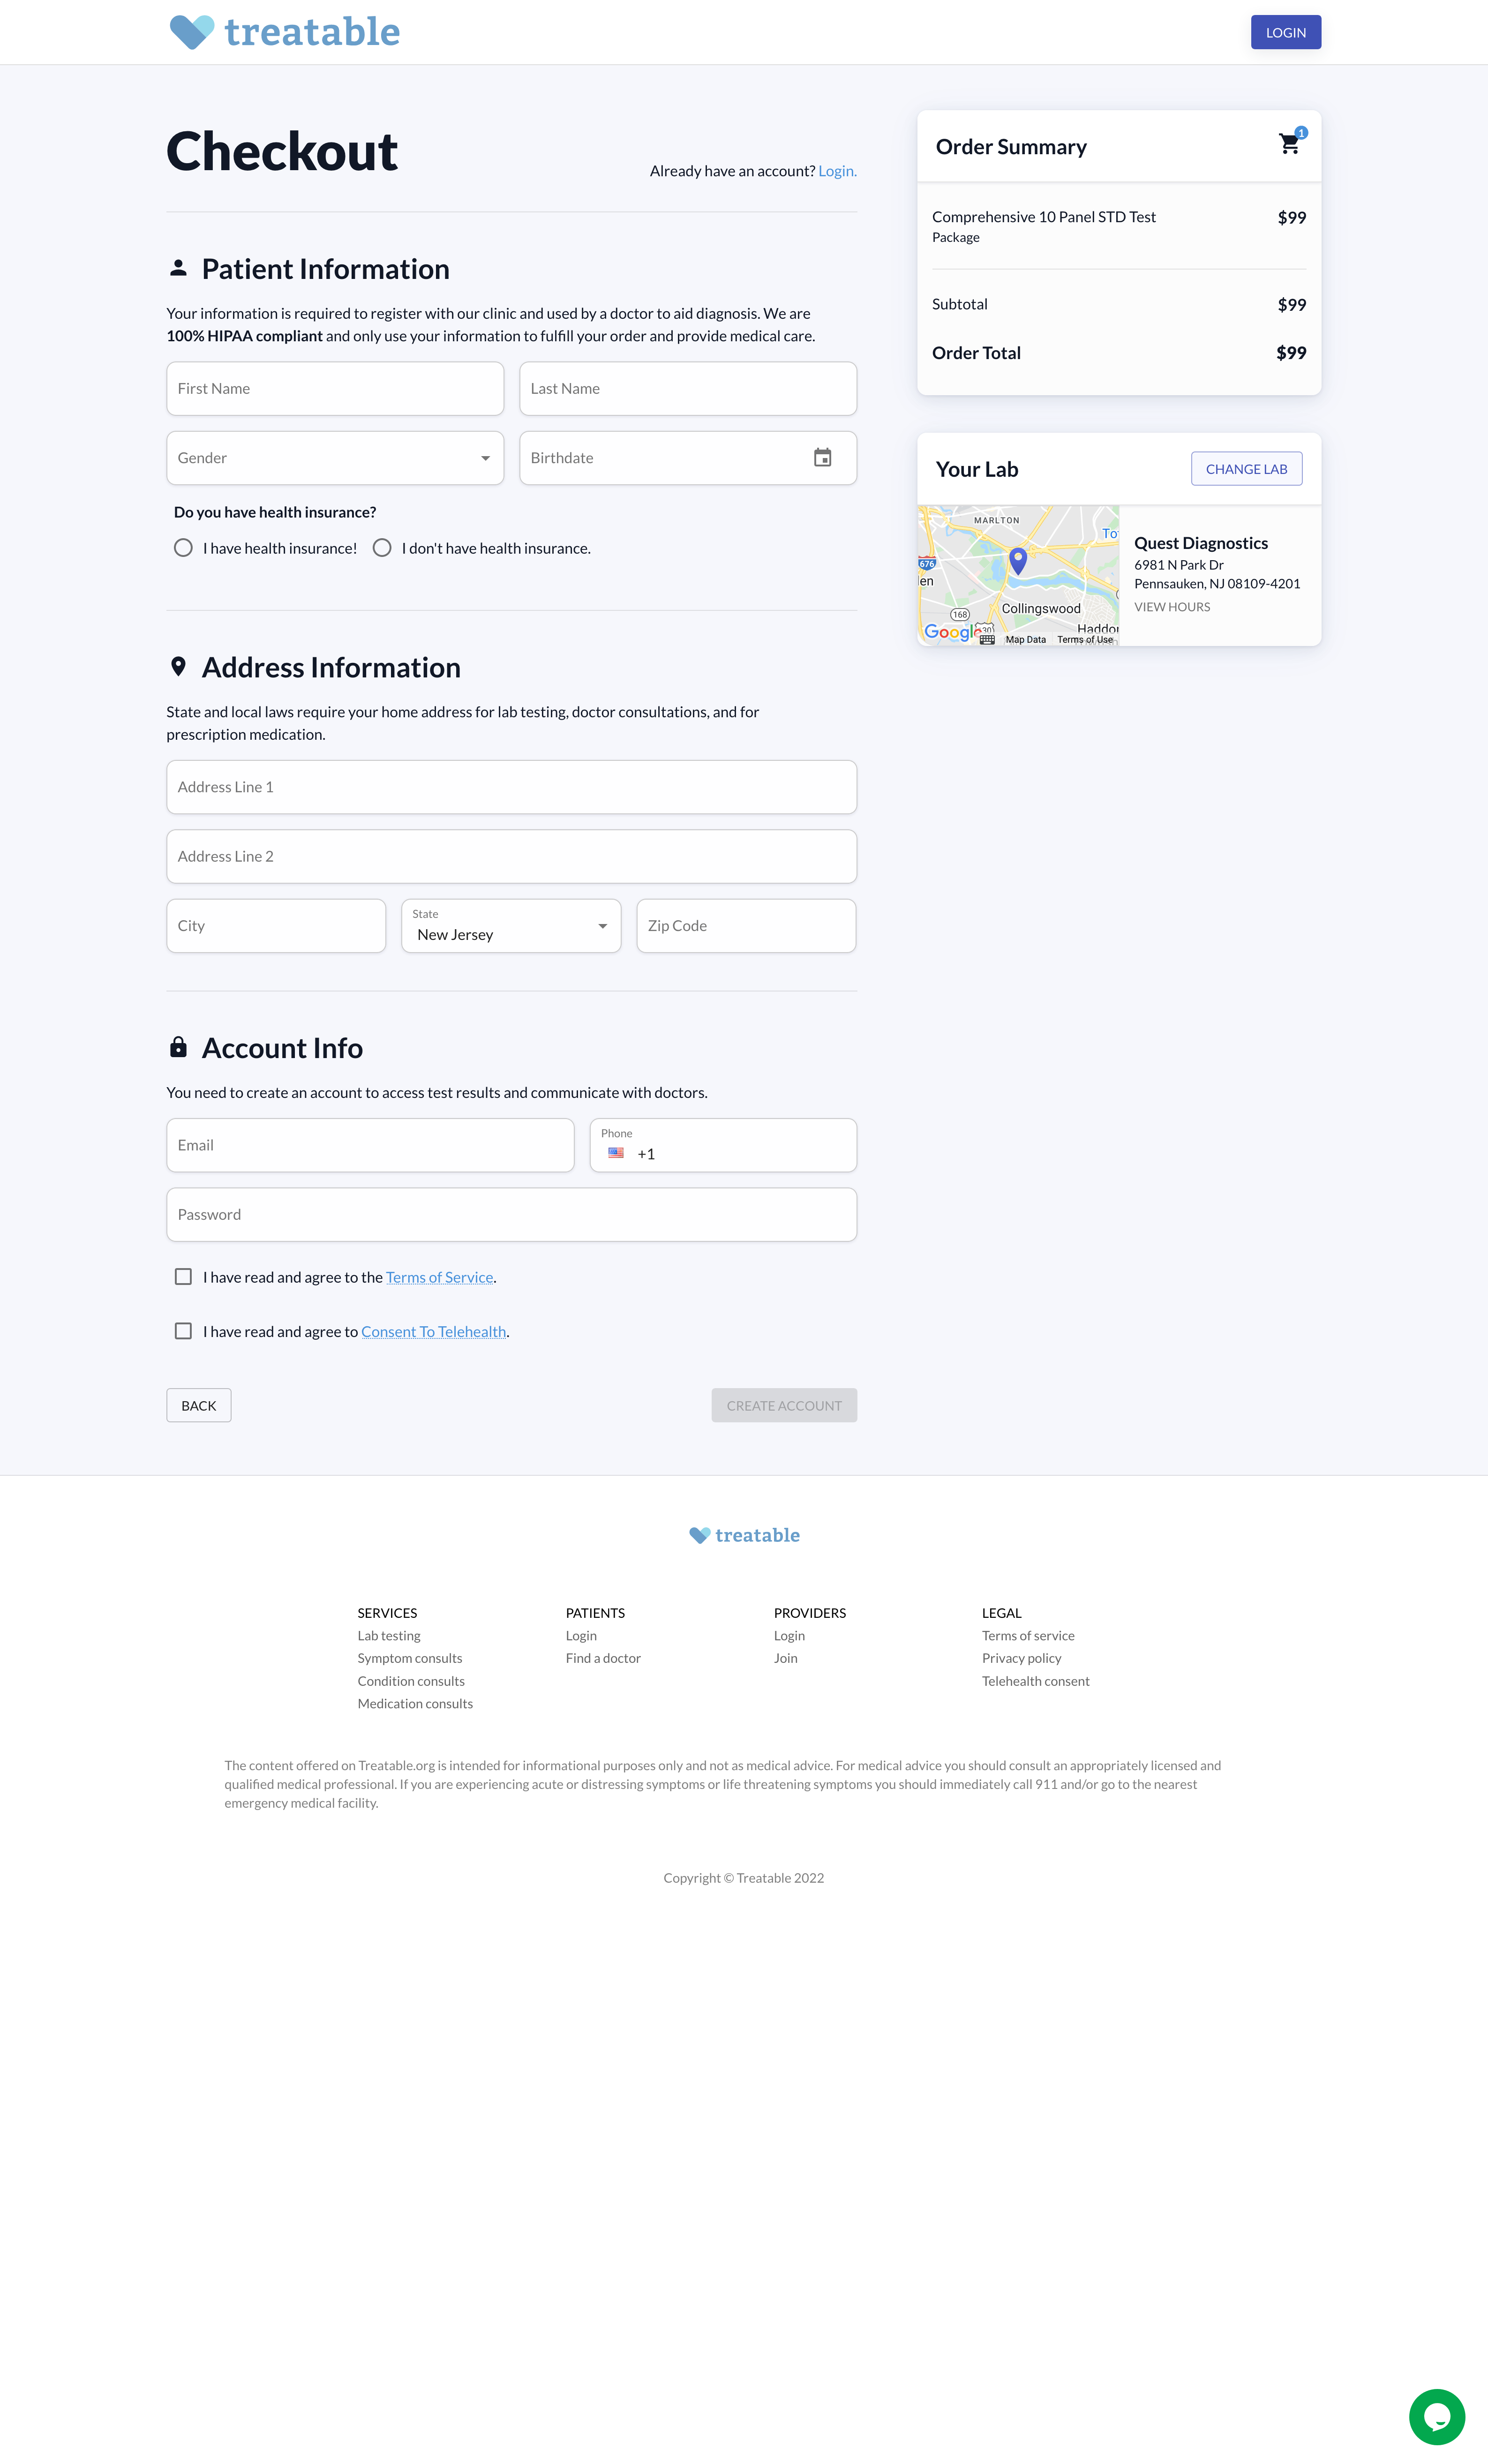 treatable
LOGIN
Checkout
Already have an account? Login.
Patient Information
Your information is required to register with our clinic and used by a doctor to aid diagnosis. We are
100% HIPAA compliant and only use your information to fulfill your order and provide medical care.
First Name
Last Name
Gender
Birthdate
Do you have health insurance?
I have health insurance!
I don't have health insurance.
Address Information
State and local laws require your home address for lab testing, doctor consultations, and for
prescription medication.
Address Line 1
Address Line 2
City
State
New Jersey
Zip Code
Account Info
You need to create an account to access test results and communicate with doctors.
Email
Phone
+1
Password
I have read and agree to the Terms of Service.
I have read and agree to Consent To Telehealth.
BACK
CREATE ACCOUNT
Order Summary
1
Comprehensive 10 Panel STD Test
$99
Package
Subtotal
$99
Order Total
$99
Your Lab
CHANGE LAB
MARLTON
To
676
en
Collingswood
168
30
Haddo
Google
Map Data
Terms of Use
Quest Diagnostics
6981 N Park Dr
Pennsauken, NJ 08109-4201
VIEW HOURS
treatable
SERVICES
Lab testing
Symptom consults
Condition consults
Medication consults
PATIENTS
Login
Find a doctor
PROVIDERS
Login
Join
LEGAL
Terms of service
Privacy policy
Telehealth consent
The content offered on Treatable.org is intended for informational purposes only and not as medical advice. For medical advice you should consult an appropriately licensed and
qualified medical professional. If you are experiencing acute or distressing symptoms or life threatening symptoms you should immediately call 911 and/or go to the nearest
emergency medical facility.
Copyright © Treatable 2022